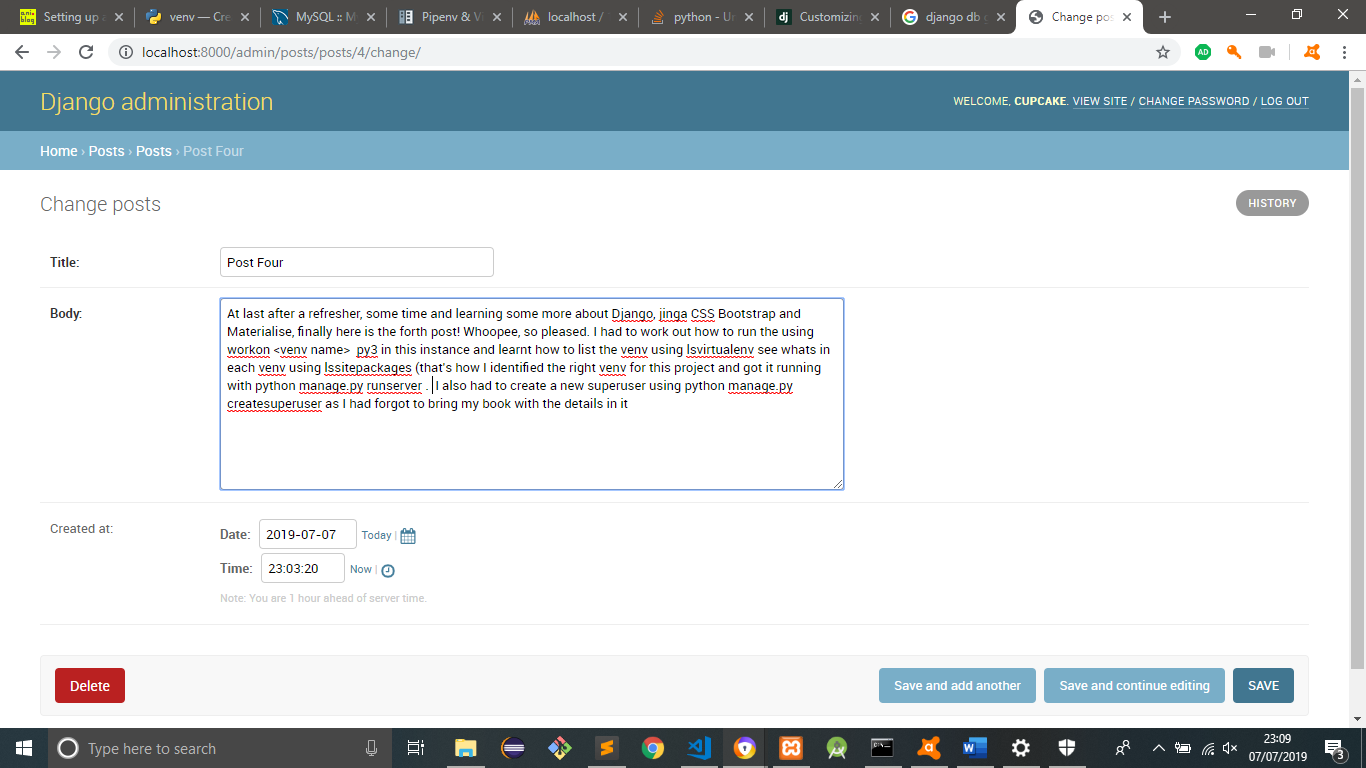 Setting up a
venv — Cre
MySQL :: M
Pipenv & V
localhost /
python - Ur
Customizin
django db g
Change pos
localhost:8000/admin/posts/posts/4/change/
AD
Django administration
WELCOME, CUPCAKE. VIEW SITE / CHANGE PASSWORD / LOG OUT
Home › Posts › Posts › Post Four
Change posts
HISTORY
Title:
Post Four
Body:
At last after a refresher, some time and learning some more about Django, jinga CSS Bootstrap and
Materialise, finally here is the forth post! Whoopee, so pleased. I had to work out how to run the using
workon <venv name>  py3 in this instance and learnt how to list the venv using lsvirtualenv see whats in
each venv using lssitepackages (that's how I identified the right venv for this project and got it running
with python manage.py runserver . I also had to create a new superuser using python manage.py
createsuperuser as I had forgot to bring my book with the details in it
Created at:
Date: 2019-07-07 Today |
Time: 23:03:20 Now |
Note: You are 1 hour ahead of server time.
Delete
Save and add another
Save and continue editing
SAVE
Type here to search
23:09
07/07/2019
3